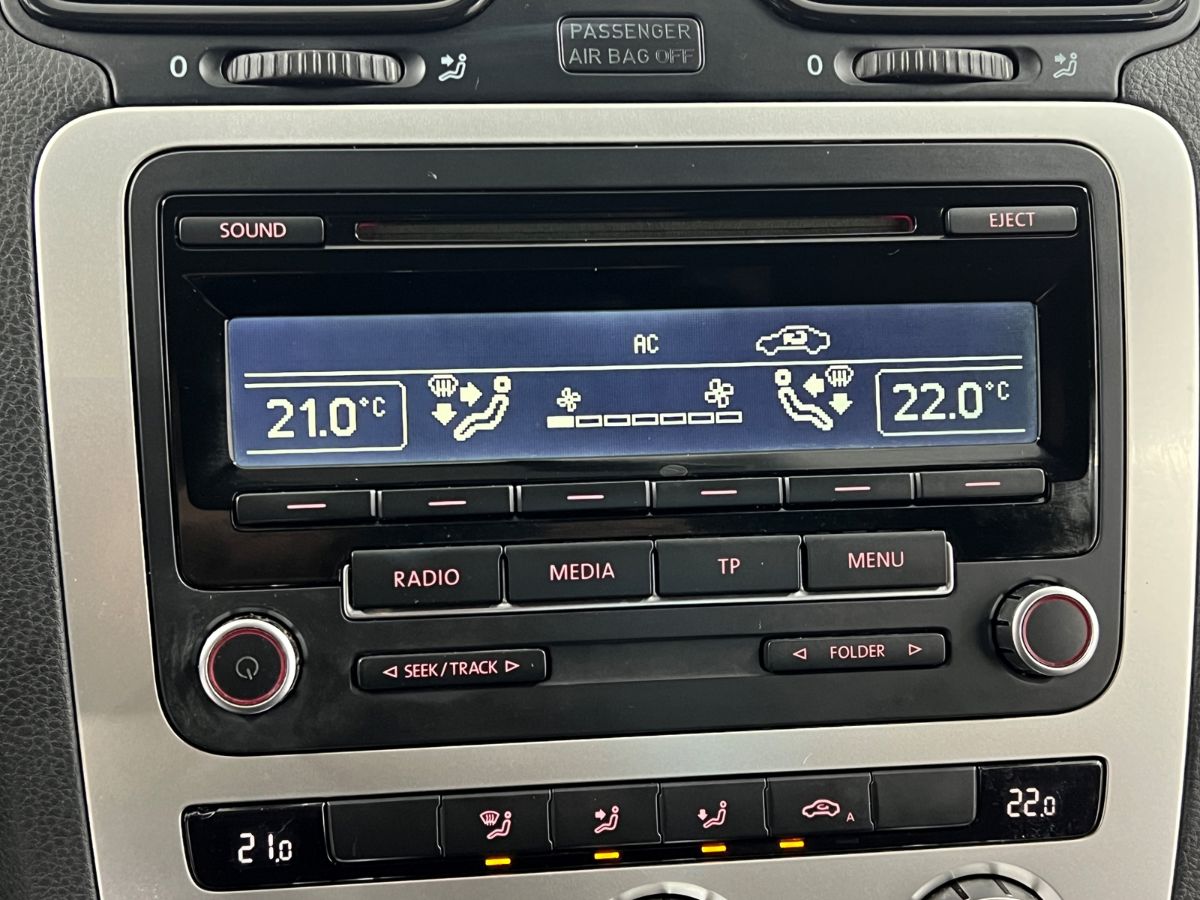 0
PASSENGER
AIR BAG OFF
0
SOUND
EJECT
AC
21.0°C
22.0°C
RADIO
MEDIA
TP
MENU
SEEK/TRACK
FOLDER
21.0
A
22.0